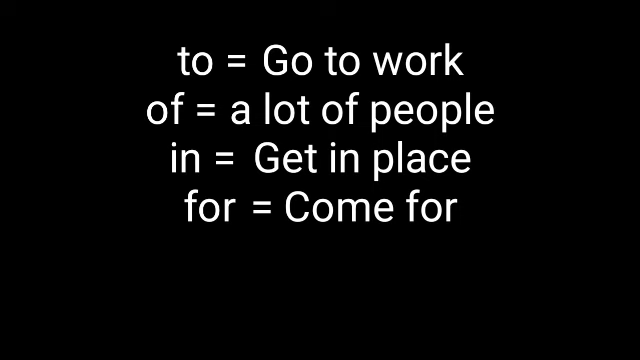 to = Go to work
of = a lot of people
in = Get in place
for = Come for